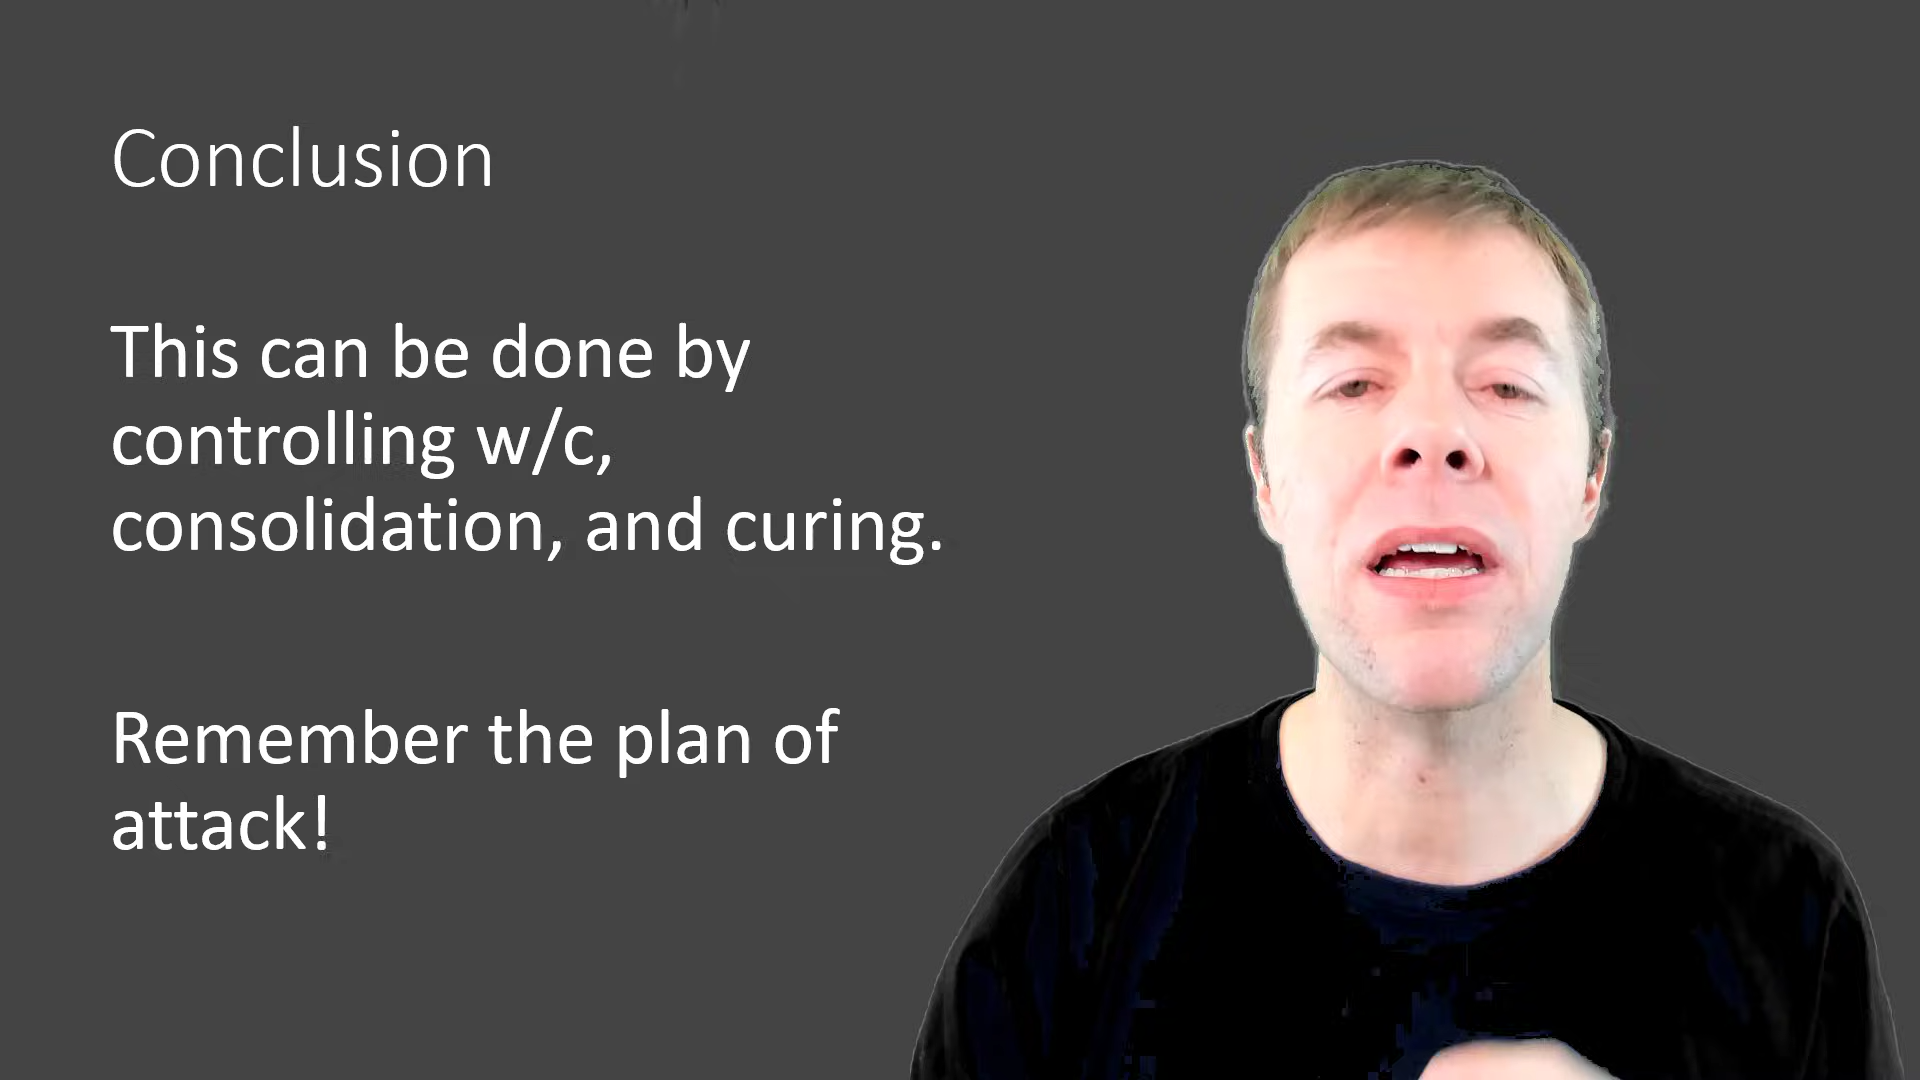 Conclusion
This can be done by
controlling w/c,
consolidation, and curing.
Remember the plan of
attack!